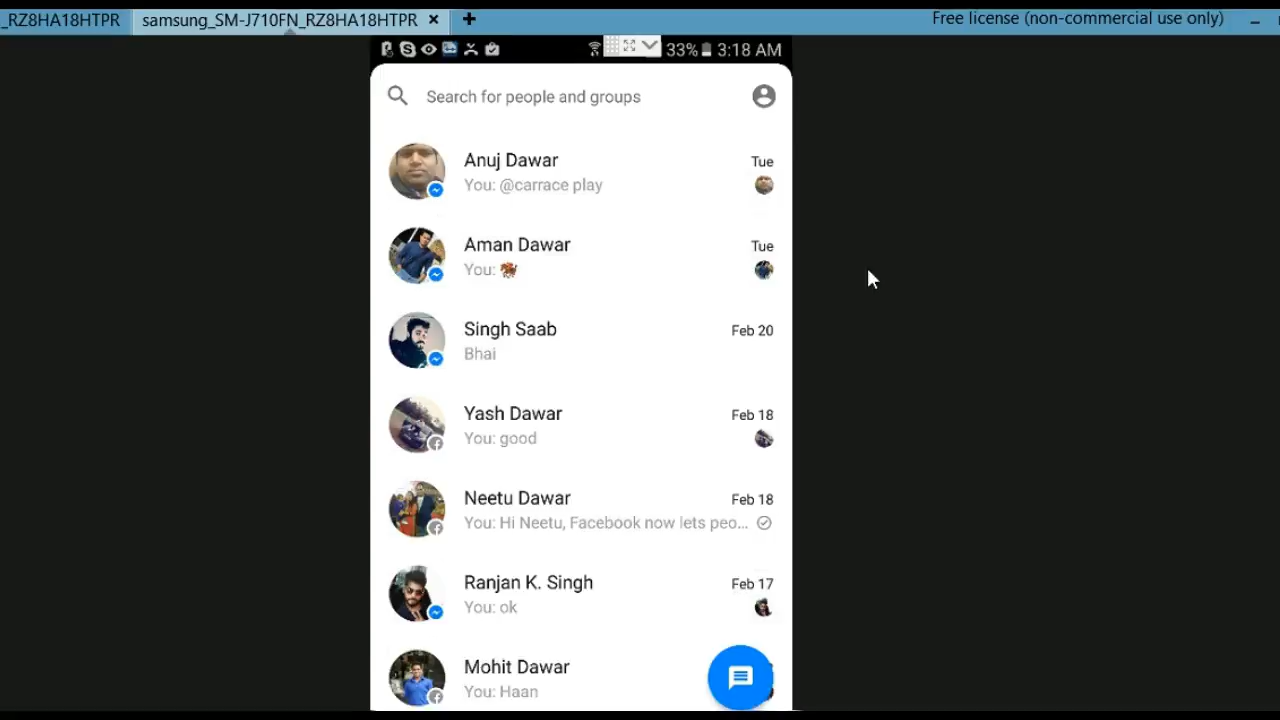 _RZ8HA18HTPR samsung_SM-J710FN_RZ8HA18HTPR × + Free license (non-commercial use only)
33% 3:18 AM
Search for people and groups
Anuj Dawar Tue
You: @carrace play
Aman Dawar Tue
You: 🐅
Singh Saab Feb 20
Bhai
Yash Dawar Feb 18
You: good
Neetu Dawar Feb 18
You: Hi Neetu, Facebook now lets peo...
Ranjan K. Singh Feb 17
You: ok
Mohit Dawar
You: Haan